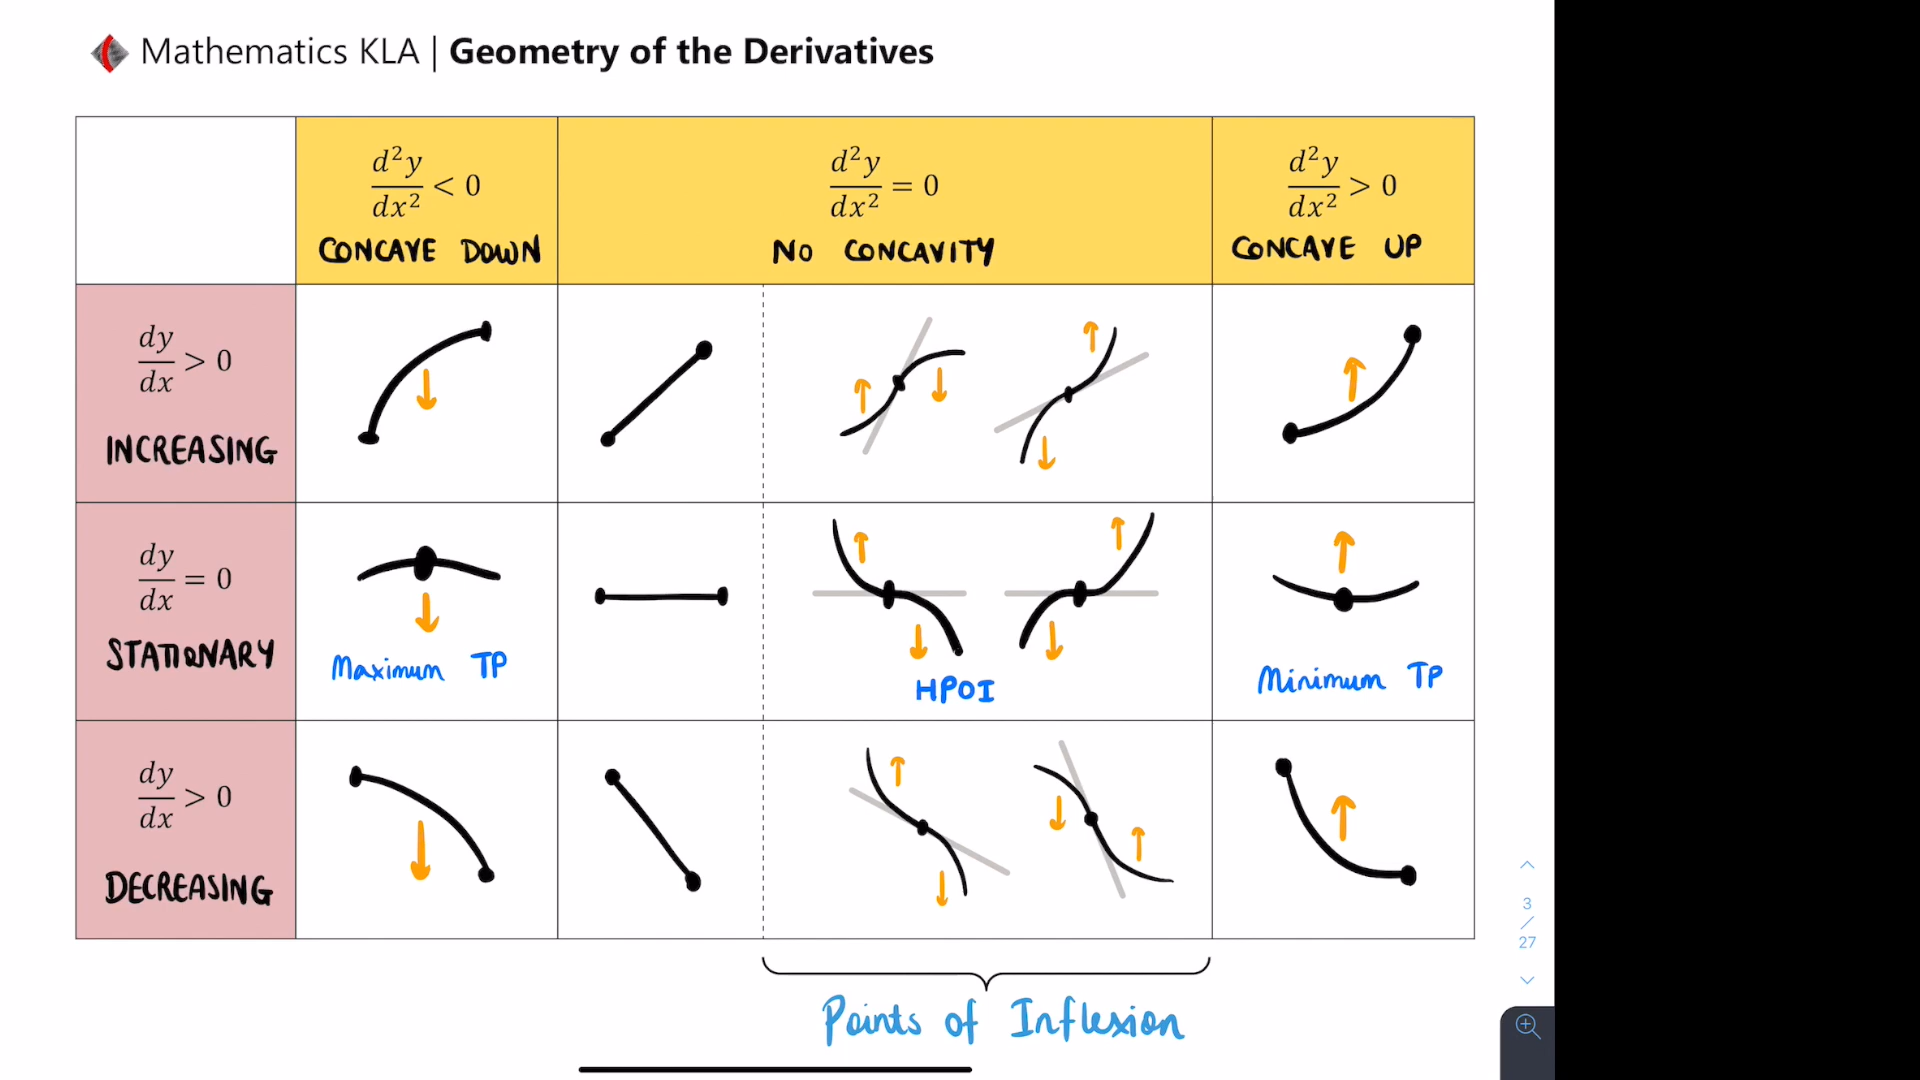 Mathematics KLA | Geometry of the Derivatives
d²y/dx² < 0
CONCAVE DOWN
d²y/dx² = 0
NO CONCAVITY
d²y/dx² > 0
CONCAVE UP
dy/dx > 0
INCREASING
dy/dx = 0
STATIONARY
Maximum TP
HPOI
Minimum TP
dy/dx > 0
DECREASING
Points of Inflexion
3
/
27